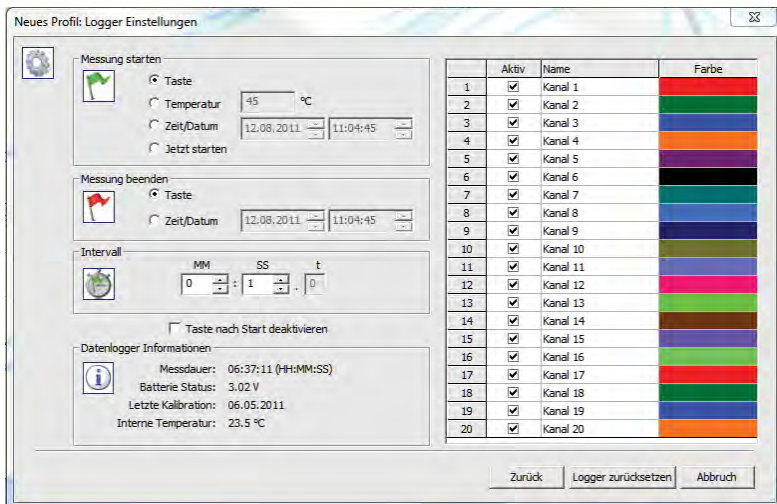 Neues Profil: Logger Einstellungen
Messung starten
Taste
Temperatur 45 °C
Zeit/Datum 12.08.2011 11:04:45
Jetzt starten
Messung beenden
Taste
Zeit/Datum 12.08.2011 11:04:45
Intervall
MM SS t
0 : 1 . 0
Taste nach Start deaktivieren
Datenlogger Informationen
Messdauer: 06:37:11 (HH:MM:SS)
Batterie Status: 3.02 V
Letzte Kalibration: 06.05.2011
Interne Temperatur: 23.5 °C
Aktiv Name Farbe
1 Kanal 1
2 Kanal 2
3 Kanal 3
4 Kanal 4
5 Kanal 5
6 Kanal 6
7 Kanal 7
8 Kanal 8
9 Kanal 9
10 Kanal 10
11 Kanal 11
12 Kanal 12
13 Kanal 13
14 Kanal 14
15 Kanal 15
16 Kanal 16
17 Kanal 17
18 Kanal 18
19 Kanal 19
20 Kanal 20
Zurück Logger zurücksetzen Abbruch